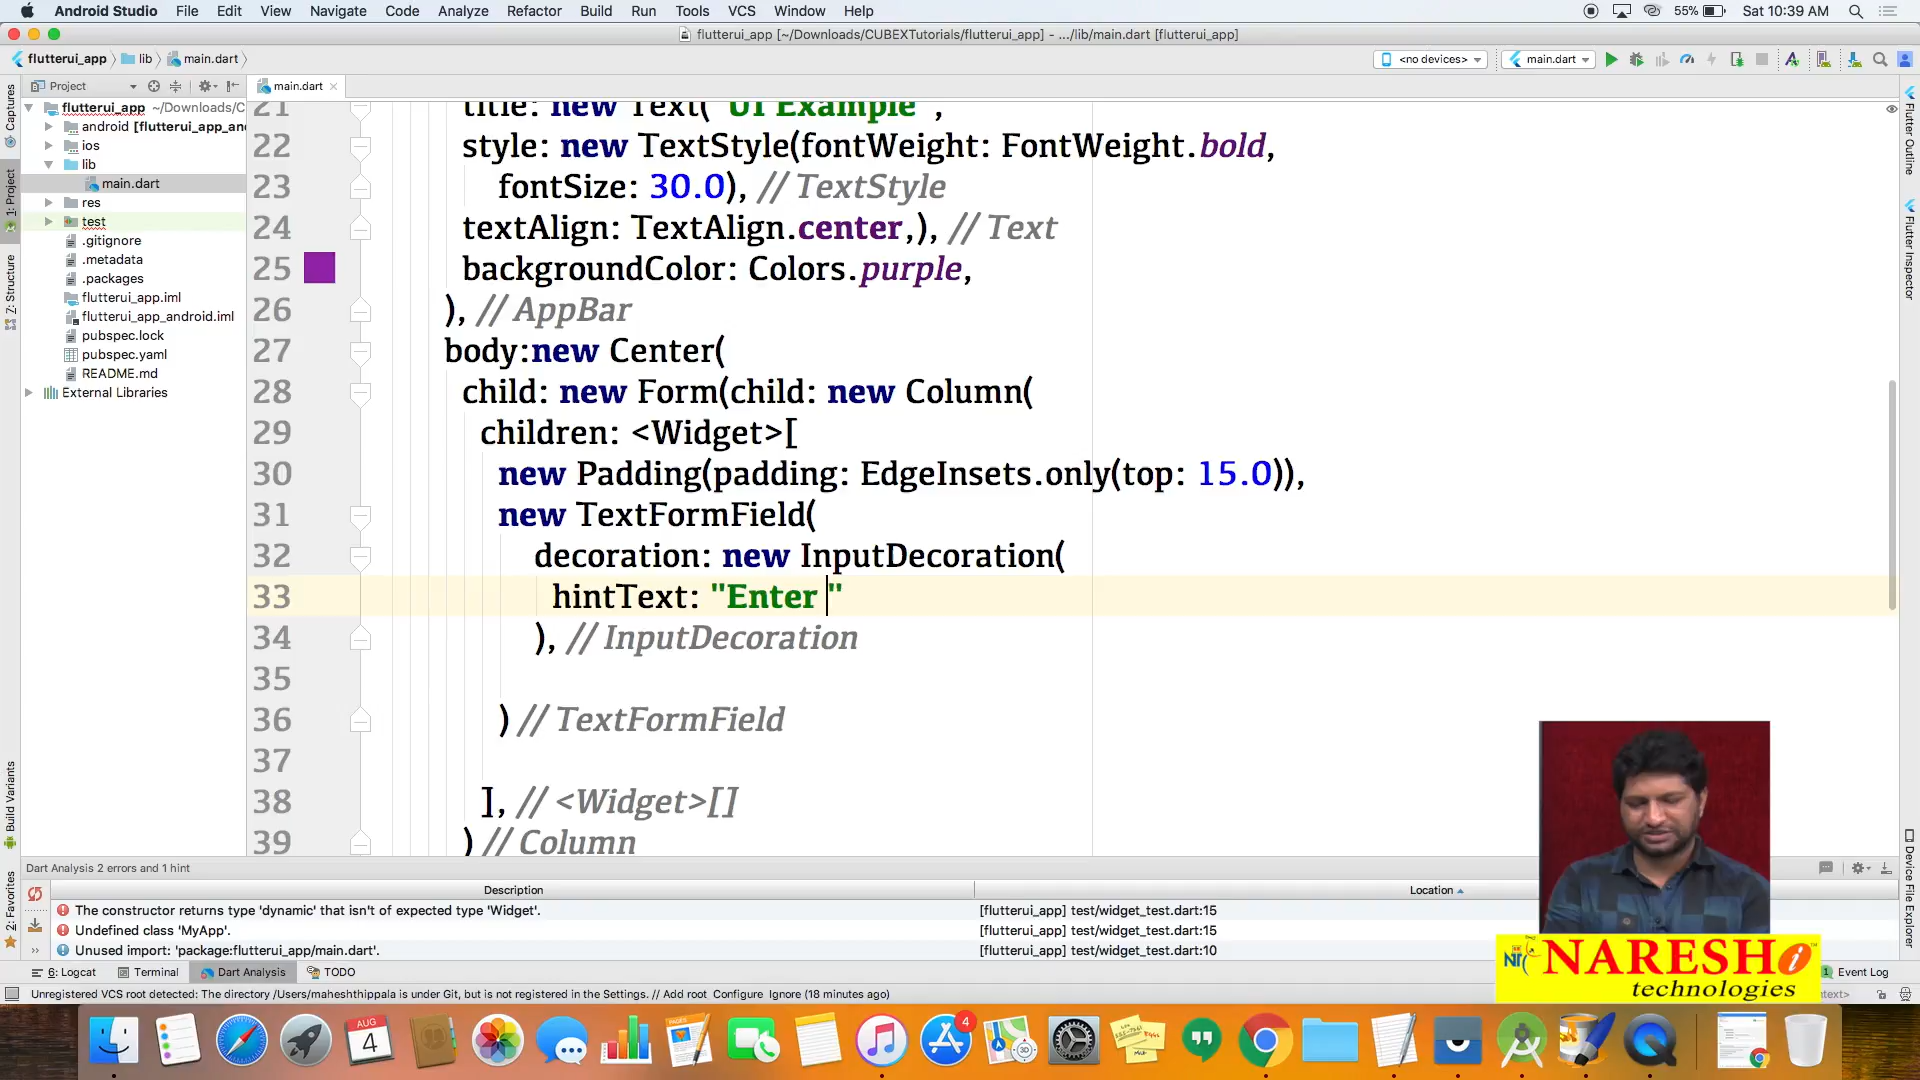 Android Studio File Edit View Navigate Code Analyze Refactor Build Run Tools VCS Window Help 55% Sat 10:39 AM
flutterui_app [~/Downloads/CUBEXTutorials/flutterui_app] - .../lib/main.dart [flutterui_app]
flutterui_app lib main.dart <no devices> main.dart
Project main.dart
flutterui_app ~/Downloads/C
android [flutterui_app_an
ios
lib
main.dart
res
test
.gitignore
.metadata
.packages
flutterui_app.iml
flutterui_app_android.iml
pubspec.lock
pubspec.yaml
README.md
External Libraries
Captures
1: Project
7: Structure
Build Variants
2: Favorites
21 title: new Text("UI Example",
22 style: new TextStyle(fontWeight: FontWeight.bold,
23 fontSize: 30.0), // TextStyle
24 textAlign: TextAlign.center,), // Text
25 backgroundColor: Colors.purple,
26 ), // AppBar
27 body:new Center(
28 child: new Form(child: new Column(
29 children: <Widget>[
30 new Padding(padding: EdgeInsets.only(top: 15.0)),
31 new TextFormField(
32 decoration: new InputDecoration(
33 hintText: "Enter "
34 ), // InputDecoration
35
36 ) // TextFormField
37
38 ], // <Widget>[]
39 ) // Column
Flutter Outline
Flutter Inspector
Device File Explorer
Dart Analysis 2 errors and 1 hint
Description Location
The constructor returns type 'dynamic' that isn't of expected type 'Widget'. [flutterui_app] test/widget_test.dart:15
Undefined class 'MyApp'. [flutterui_app] test/widget_test.dart:15
Unused import: 'package:flutterui_app/main.dart'. [flutterui_app] test/widget_test.dart:10
6: Logcat Terminal Dart Analysis TODO 1 Event Log
Unregistered VCS root detected: The directory /Users/maheshthippala is under Git, but is not registered in the Settings. // Add root Configure Ignore (18 minutes ago)
NARESH i
technologies
AUG
4
4